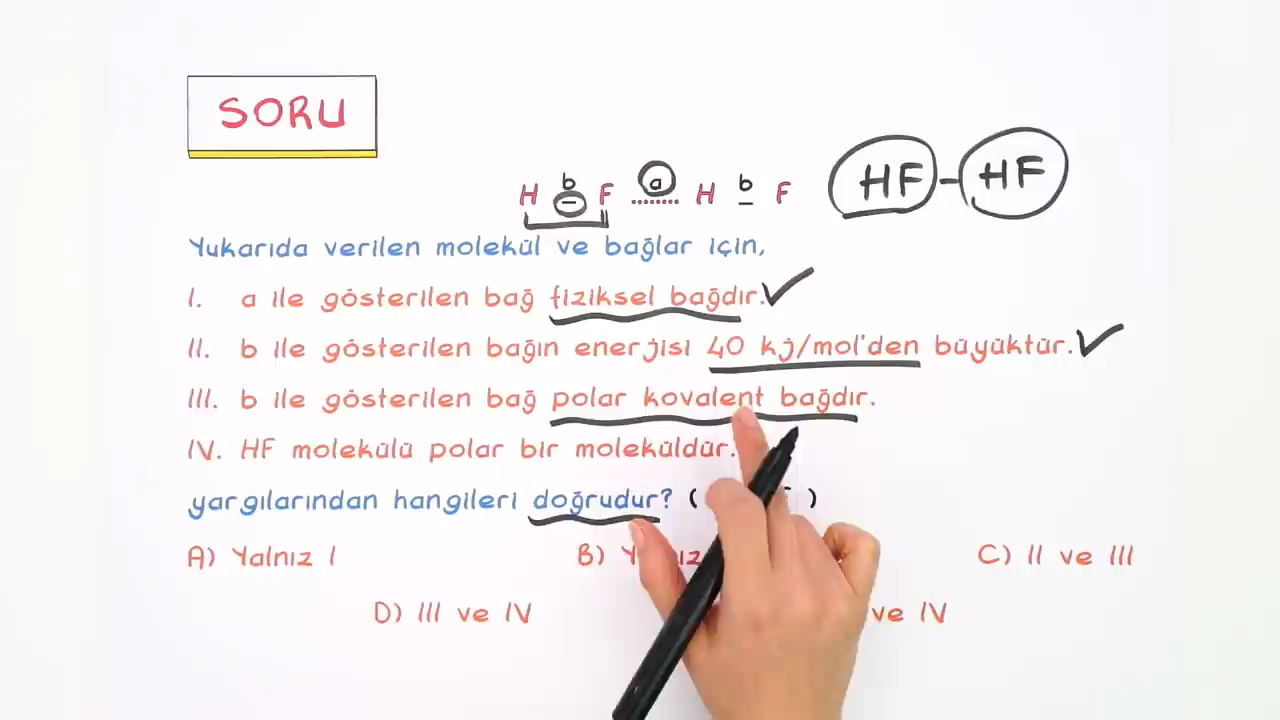 SORU
b a b
H – F ........ H – F HF – HF
Yukarıda verilen molekül ve bağlar için,
I. a ile gösterilen bağ fiziksel bağdır.
II. b ile gösterilen bağın enerjisi 40 kj/mol'den büyüktür.
III. b ile gösterilen bağ polar kovalent bağdır.
IV. HF molekülü polar bir moleküldür.
yargılarından hangileri doğrudur? ( )
A) Yalnız I B) C) II ve III
D) III ve IV ve IV